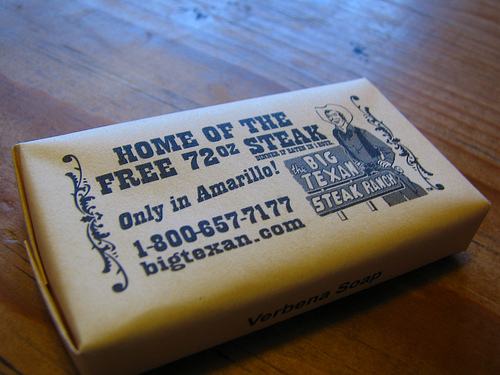 HOME OF THE
FREE 72oz STEAK
DINNER IF EATEN IN 1 HOUR
Only in Amarillo!
1-800-657-7177
bigtexan.com
the BIG
TEXAN
STEAK RANCH
Verbena Soap